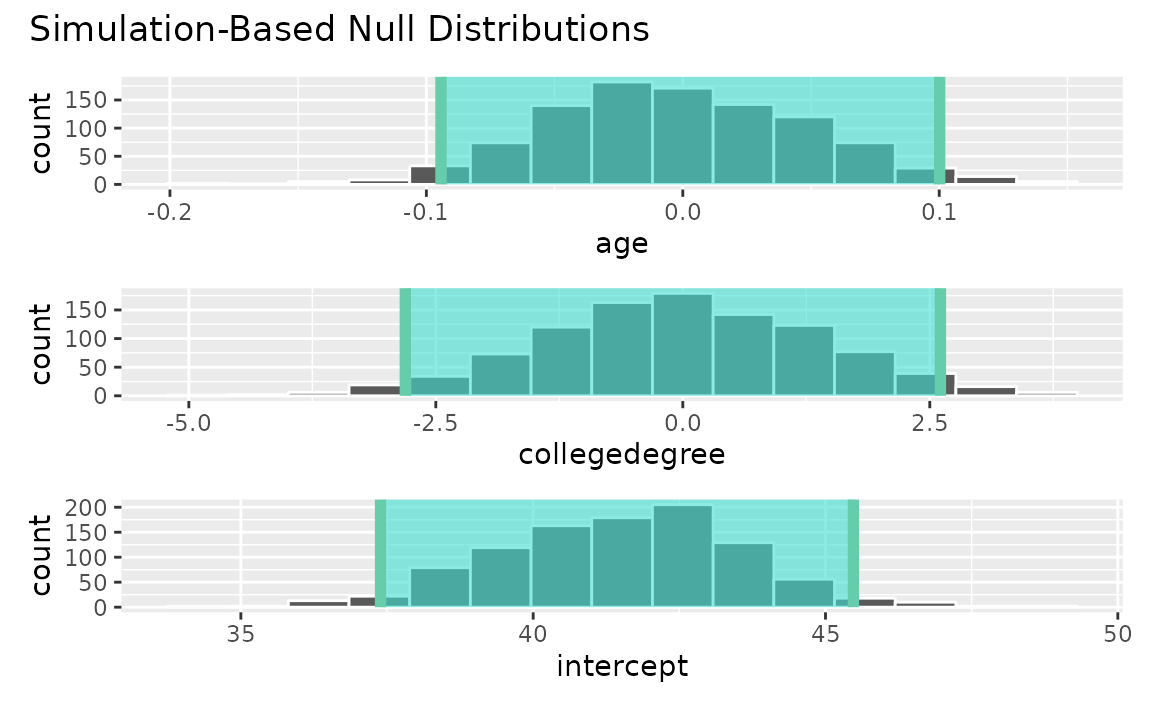 Simulation-Based Null Distributions
count
150
100
50
0
-0.2 -0.1 0.0 0.1
age
count
150
100
50
0
-5.0 -2.5 0.0 2.5
collegedegree
count
200
150
100
50
0
35 40 45 50
intercept